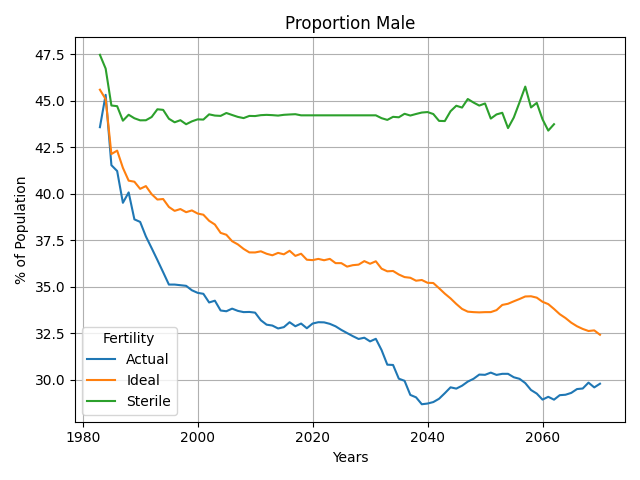 Proportion Male
% of Population
47.5
45.0
42.5
40.0
37.5
35.0
32.5
30.0
Fertility
Actual
Ideal
Sterile
1980
2000
2020
2040
2060
Years